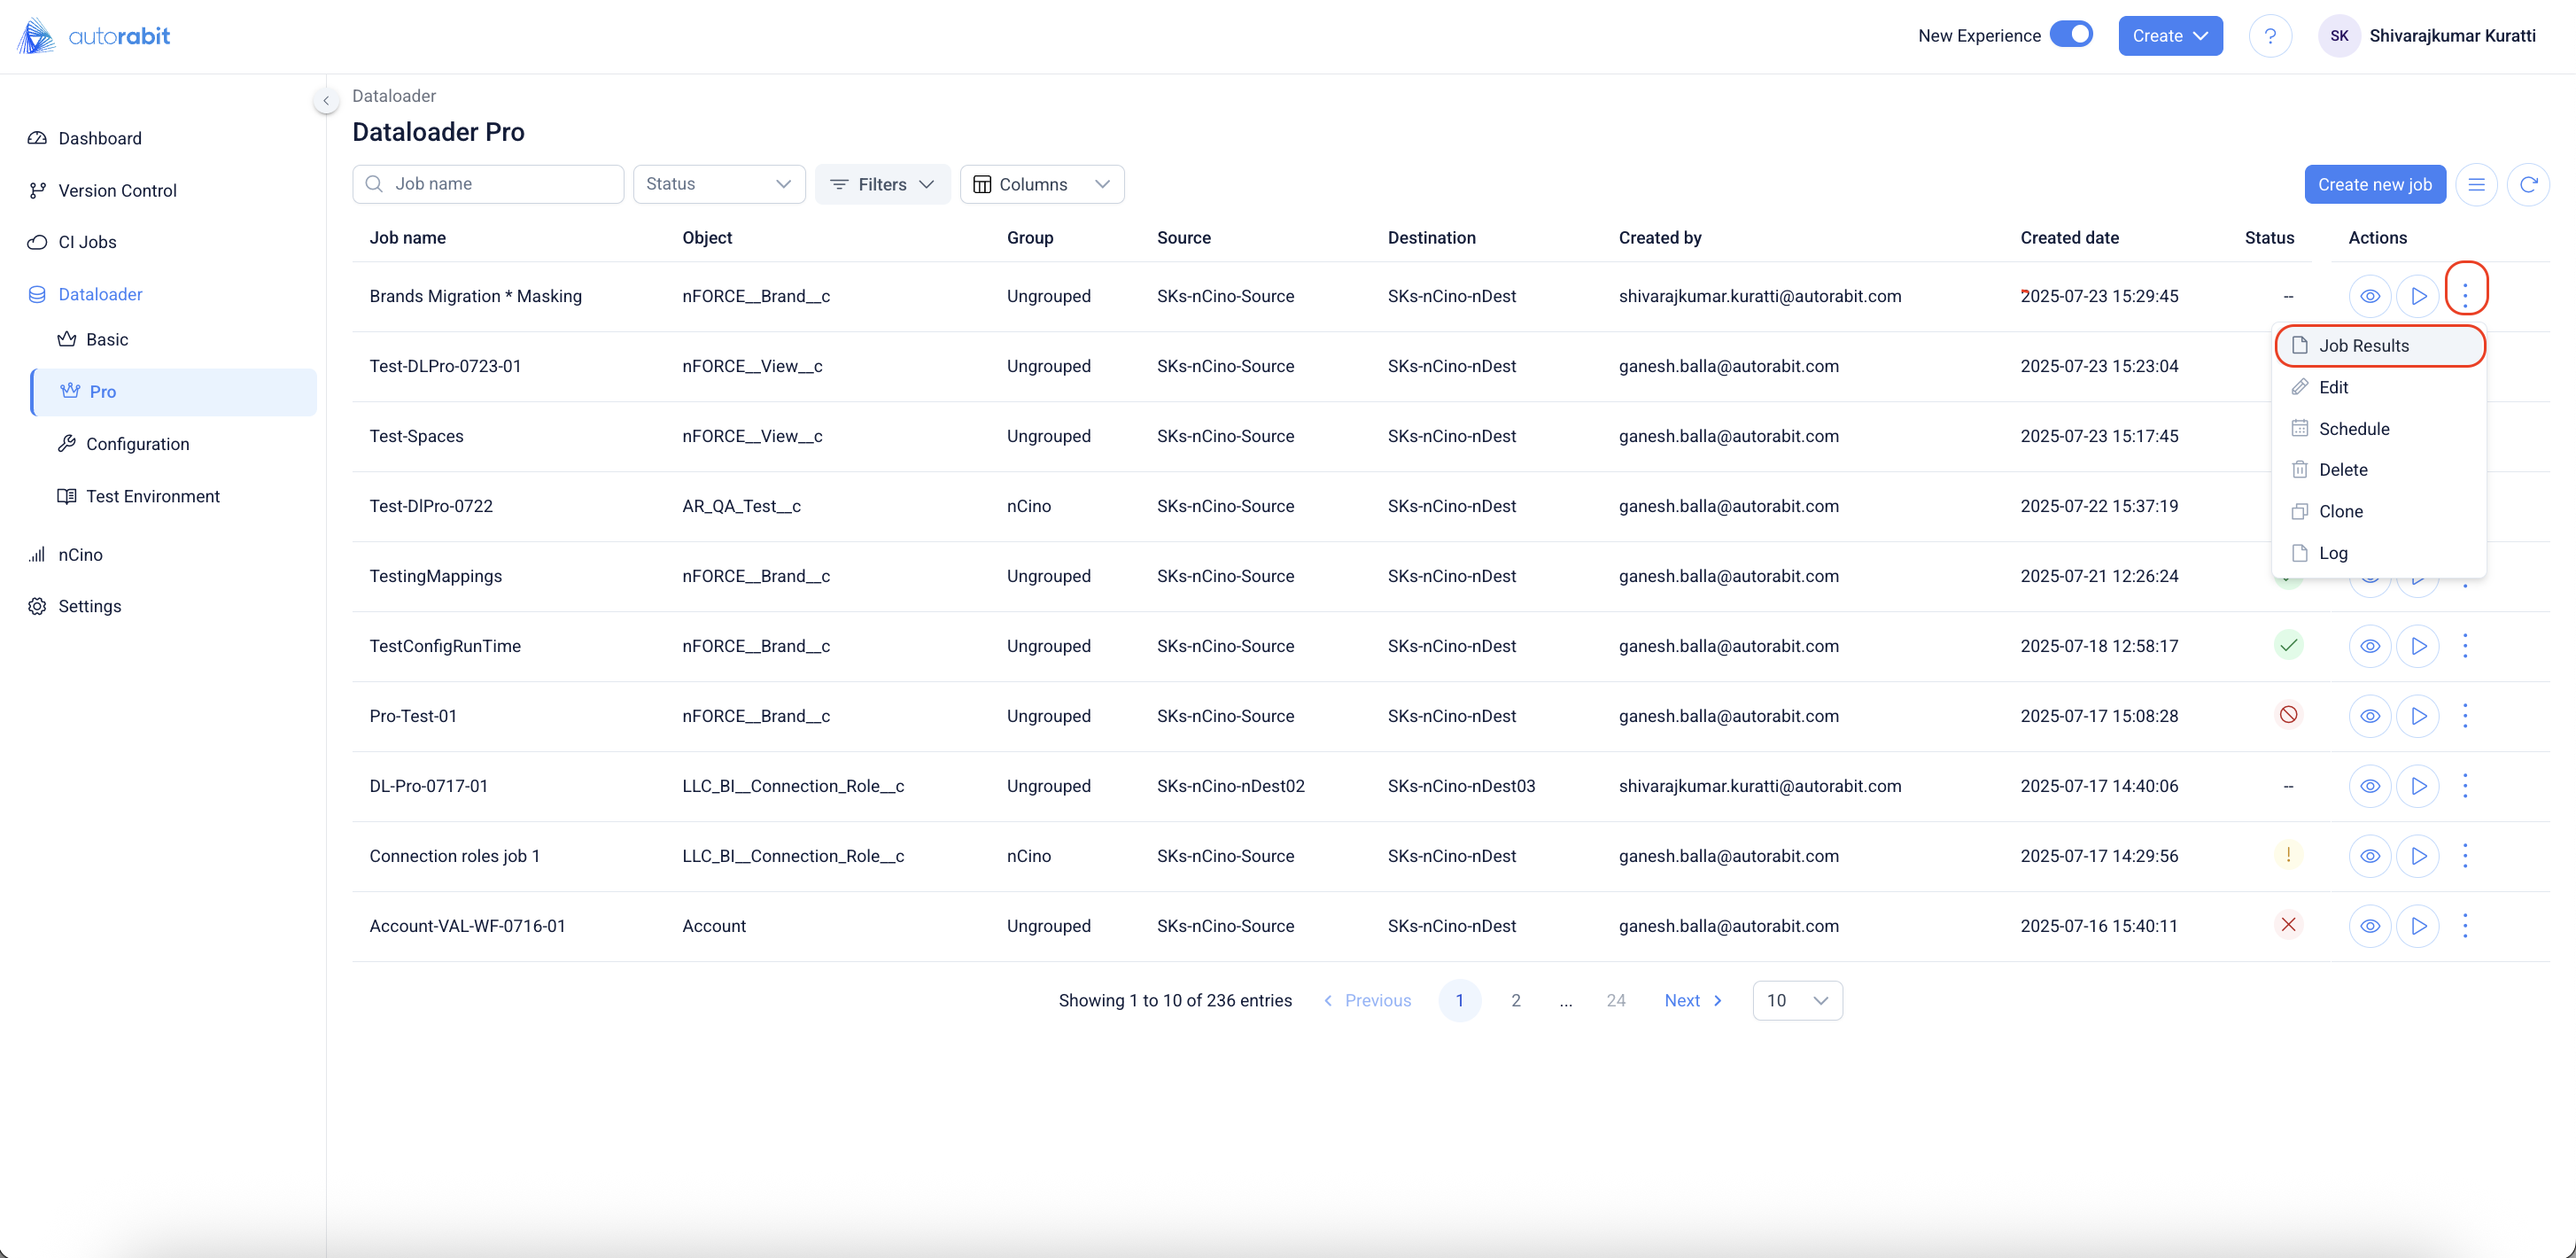 autorabit
New Experience Create ? SK Shivarajkumar Kuratti
Dashboard
Version Control
CI Jobs
Dataloader
Basic
Pro
Configuration
Test Environment
nCino
Settings
Dataloader
Dataloader Pro
Job name Status Filters Columns Create new job
Job name Object Group Source Destination Created by Created date Status Actions
Brands Migration * Masking nFORCE__Brand__c Ungrouped SKs-nCino-Source SKs-nCino-Dest shivarajkumar.kuratti@autorabit.com 2025-07-23 15:29:45 --
Test-DLPro-0723-01 nFORCE__View__c Ungrouped SKs-nCino-Source SKs-nCino-nDest ganesh.balla@autorabit.com 2025-07-23 15:23:04
Test-Spaces nFORCE__View__c Ungrouped SKs-nCino-Source SKs-nCino-nDest ganesh.balla@autorabit.com 2025-07-23 15:17:45
Test-DlPro-0722 AR_QA_Test__c nCino SKs-nCino-Source SKs-nCino-nDest ganesh.balla@autorabit.com 2025-07-22 15:37:19
TestingMappings nFORCE__Brand__c Ungrouped SKs-nCino-Source SKs-nCino-nDest ganesh.balla@autorabit.com 2025-07-21 12:26:24
TestConfigRunTime nFORCE__Brand__c Ungrouped SKs-nCino-Source SKs-nCino-nDest ganesh.balla@autorabit.com 2025-07-18 12:58:17
Pro-Test-01 nFORCE__Brand__c Ungrouped SKs-nCino-Source SKs-nCino-nDest ganesh.balla@autorabit.com 2025-07-17 15:08:28
DL-Pro-0717-01 LLC_BI__Connection_Role__c Ungrouped SKs-nCino-nDest02 SKs-nCino-nDest03 shivarajkumar.kuratti@autorabit.com 2025-07-17 14:40:06 --
Connection roles job 1 LLC_BI__Connection_Role__c nCino SKs-nCino-Source SKs-nCino-nDest ganesh.balla@autorabit.com 2025-07-17 14:29:56 !
Account-VAL-WF-0716-01 Account Ungrouped SKs-nCino-Source SKs-nCino-nDest ganesh.balla@autorabit.com 2025-07-16 15:40:11
Job Results
Edit
Schedule
Delete
Clone
Log
Showing 1 to 10 of 236 entries Previous 1 2 ... 24 Next 10